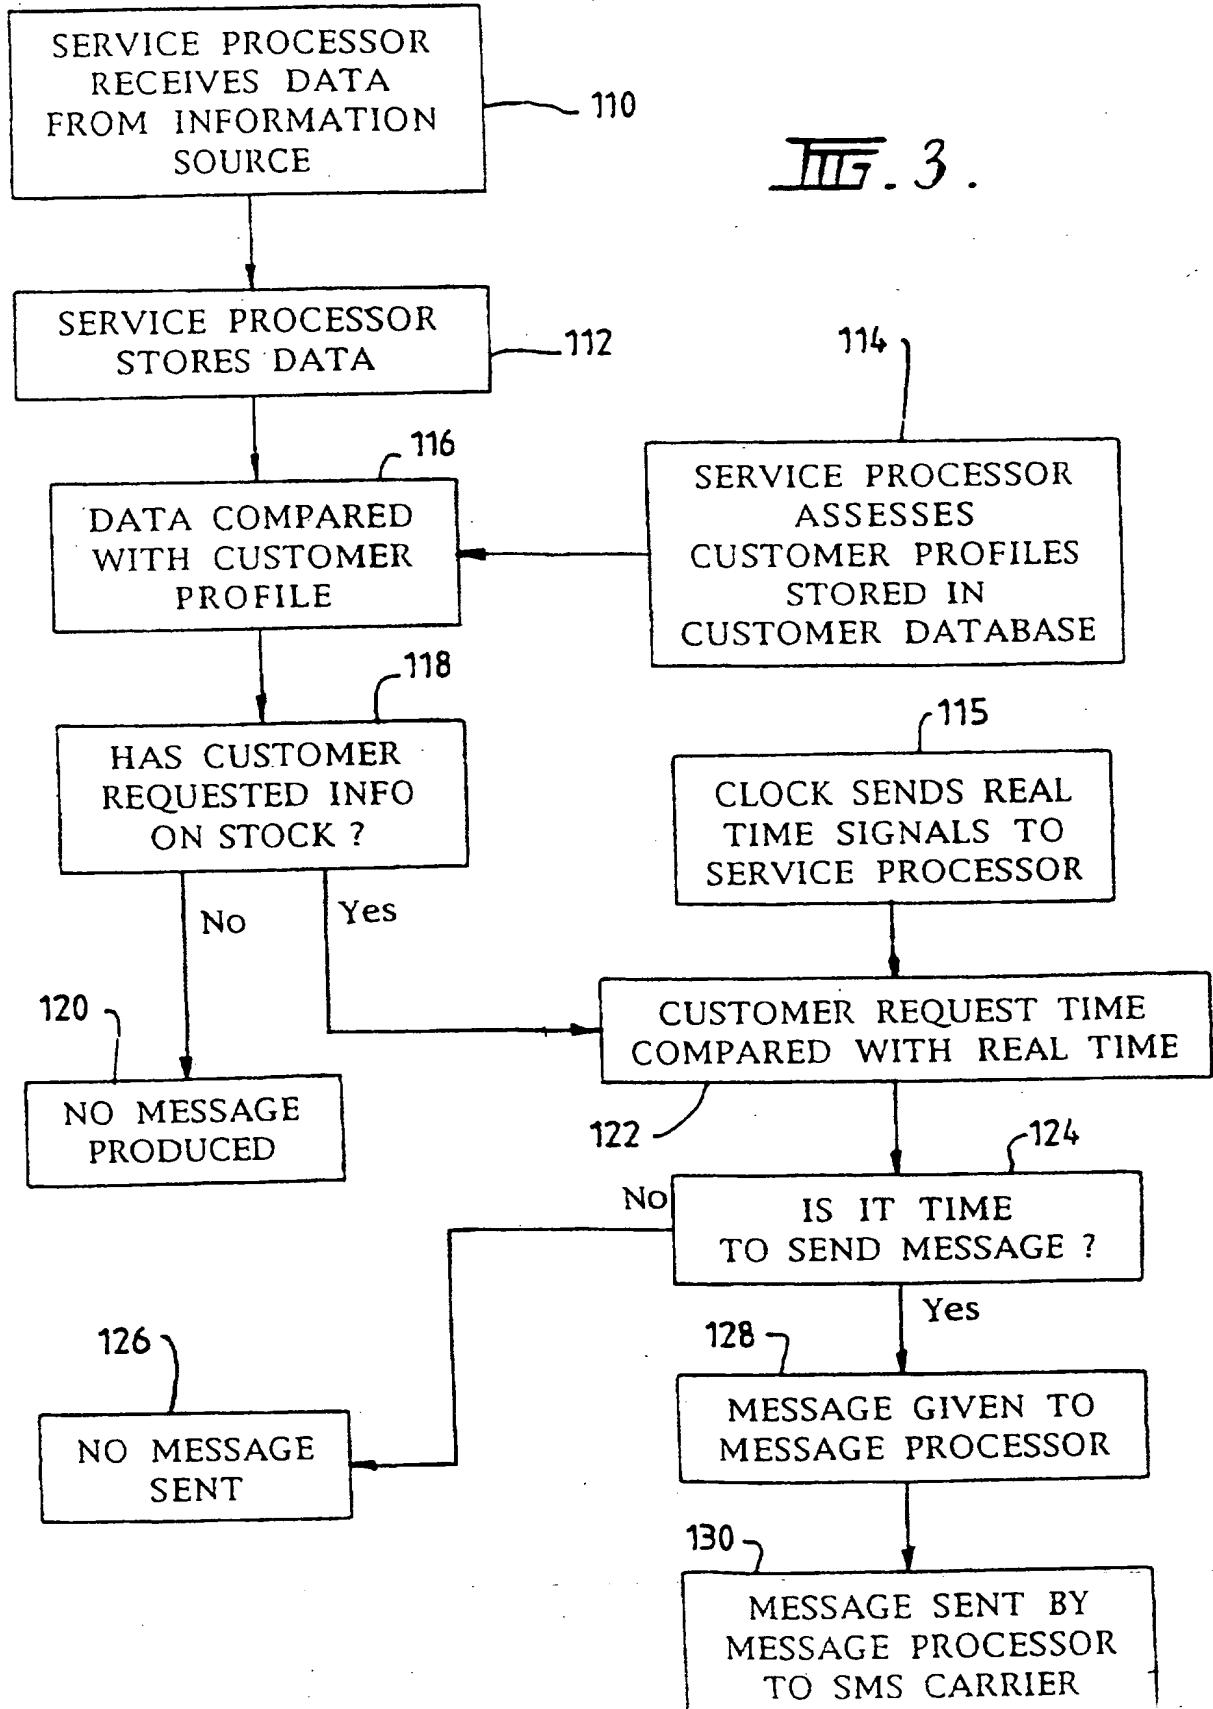 SERVICE PROCESSOR
RECEIVES DATA
FROM INFORMATION
SOURCE
110
FIG. 3.
SERVICE PROCESSOR
STORES DATA
112
114
116
DATA COMPARED
WITH CUSTOMER
PROFILE
SERVICE PROCESSOR
ASSESSES
CUSTOMER PROFILES
STORED IN
CUSTOMER DATABASE
118
HAS CUSTOMER
REQUESTED INFO
ON STOCK ?
115
CLOCK SENDS REAL
TIME SIGNALS TO
SERVICE PROCESSOR
No
Yes
120
NO MESSAGE
PRODUCED
CUSTOMER REQUEST TIME
COMPARED WITH REAL TIME
122
124
No
IS IT TIME
TO SEND MESSAGE ?
Yes
126
NO MESSAGE
SENT
128
MESSAGE GIVEN TO
MESSAGE PROCESSOR
130
MESSAGE SENT BY
MESSAGE PROCESSOR
TO SMS CARRIER